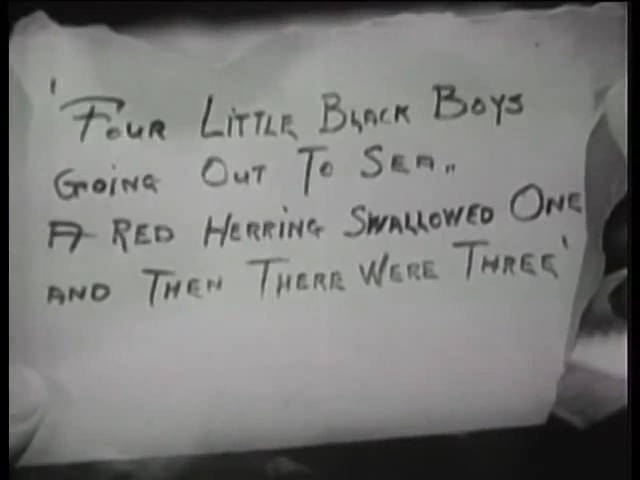 'Four Little Black Boys
Going Out To Sea..
A Red Herring Swallowed One
And Then There Were Three'